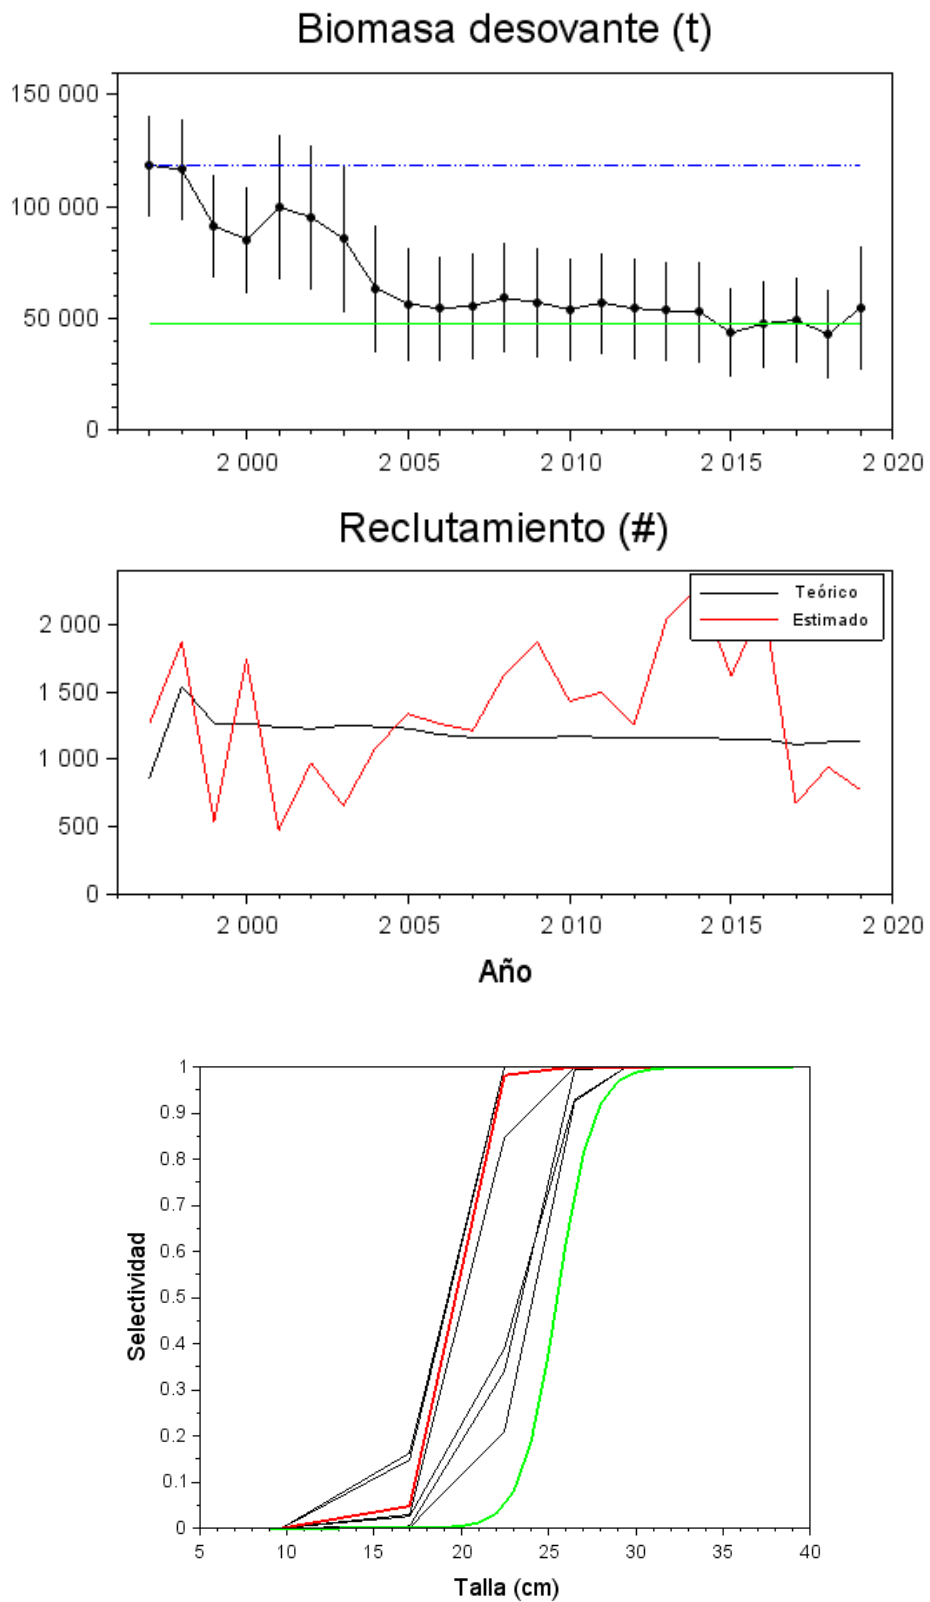 Biomasa desovante (t)
150 000
100 000
50 000
0
2 000 2 005 2 010 2 015 2 020
Reclutamiento (#)
Teórico
Estimado
2 000
1 500
1 000
500
0
2 000 2 005 2 010 2 015 2 020
Año
1
0.9
0.8
0.7
0.6
0.5
0.4
0.3
0.2
0.1
0
Selectividad
5 10 15 20 25 30 35 40
Talla (cm)